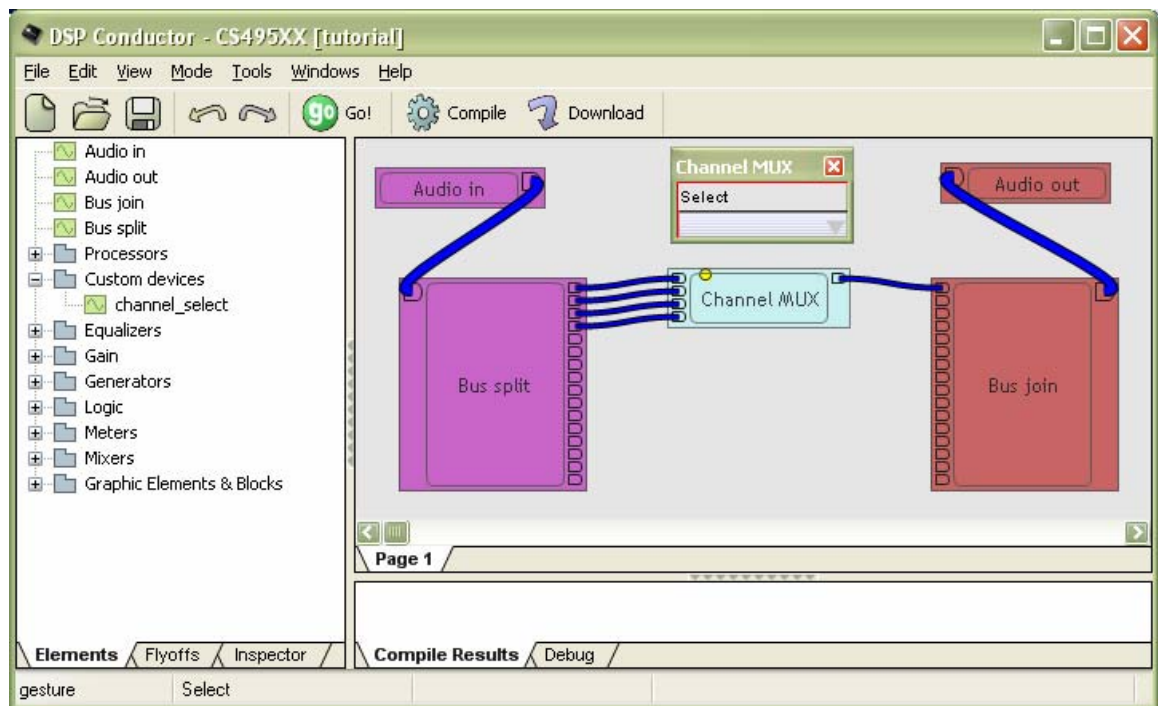 DSP Conductor - CS495XX [tutorial]
File Edit View Mode Tools Windows Help
go Go! Compile Download
Audio in
Audio out
Bus join
Bus split
Processors
Custom devices
channel_select
Equalizers
Gain
Generators
Logic
Meters
Mixers
Graphic Elements & Blocks
Elements Flyoffs Inspector
Audio in
Channel MUX
Select
Audio out
Bus split
Channel MUX
Bus join
Page 1
Compile Results Debug
gesture Select